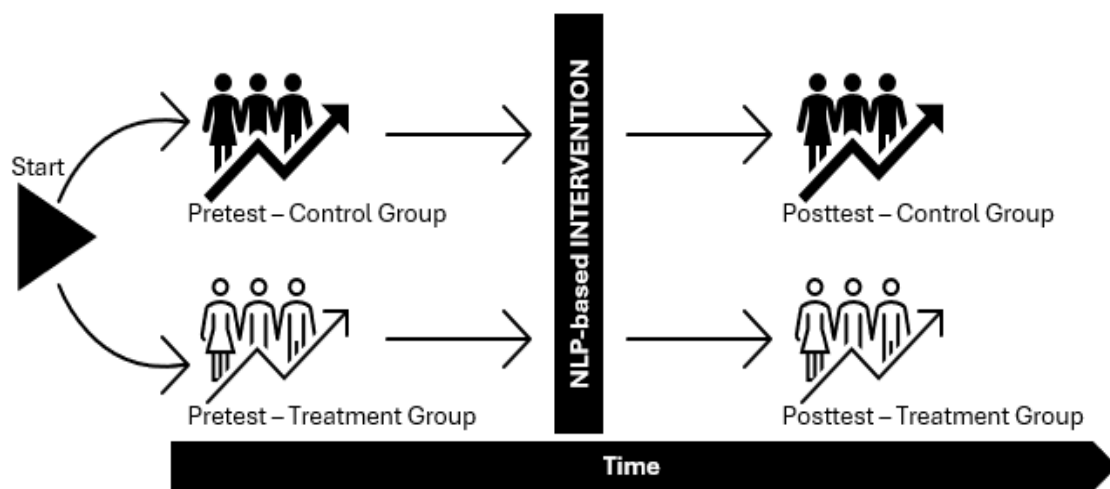 Start
Pretest – Control Group
NLP-based INTERVENTION
Posttest – Control Group
Pretest – Treatment Group
Posttest – Treatment Group
Time